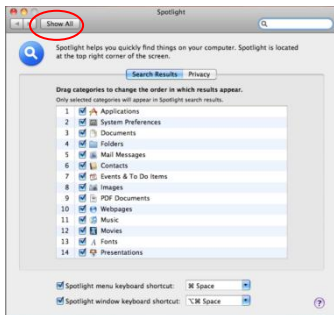 Spotlight
Show All
Spotlight helps you quickly find things on your computer. Spotlight is located
at the top right corner of the screen.
Search Results Privacy
Drag categories to change the order in which results appear.
Only selected categories will appear in Spotlight search results.
1 Applications
2 System Preferences
3 Documents
4 Folders
5 Mail Messages
6 Contacts
7 Events & To Do Items
8 Images
9 PDF Documents
10 Webpages
11 Music
12 Movies
13 Fonts
14 Presentations
Spotlight menu keyboard shortcut: ⌘ Space
Spotlight window keyboard shortcut: ⌥⌘ Space ?